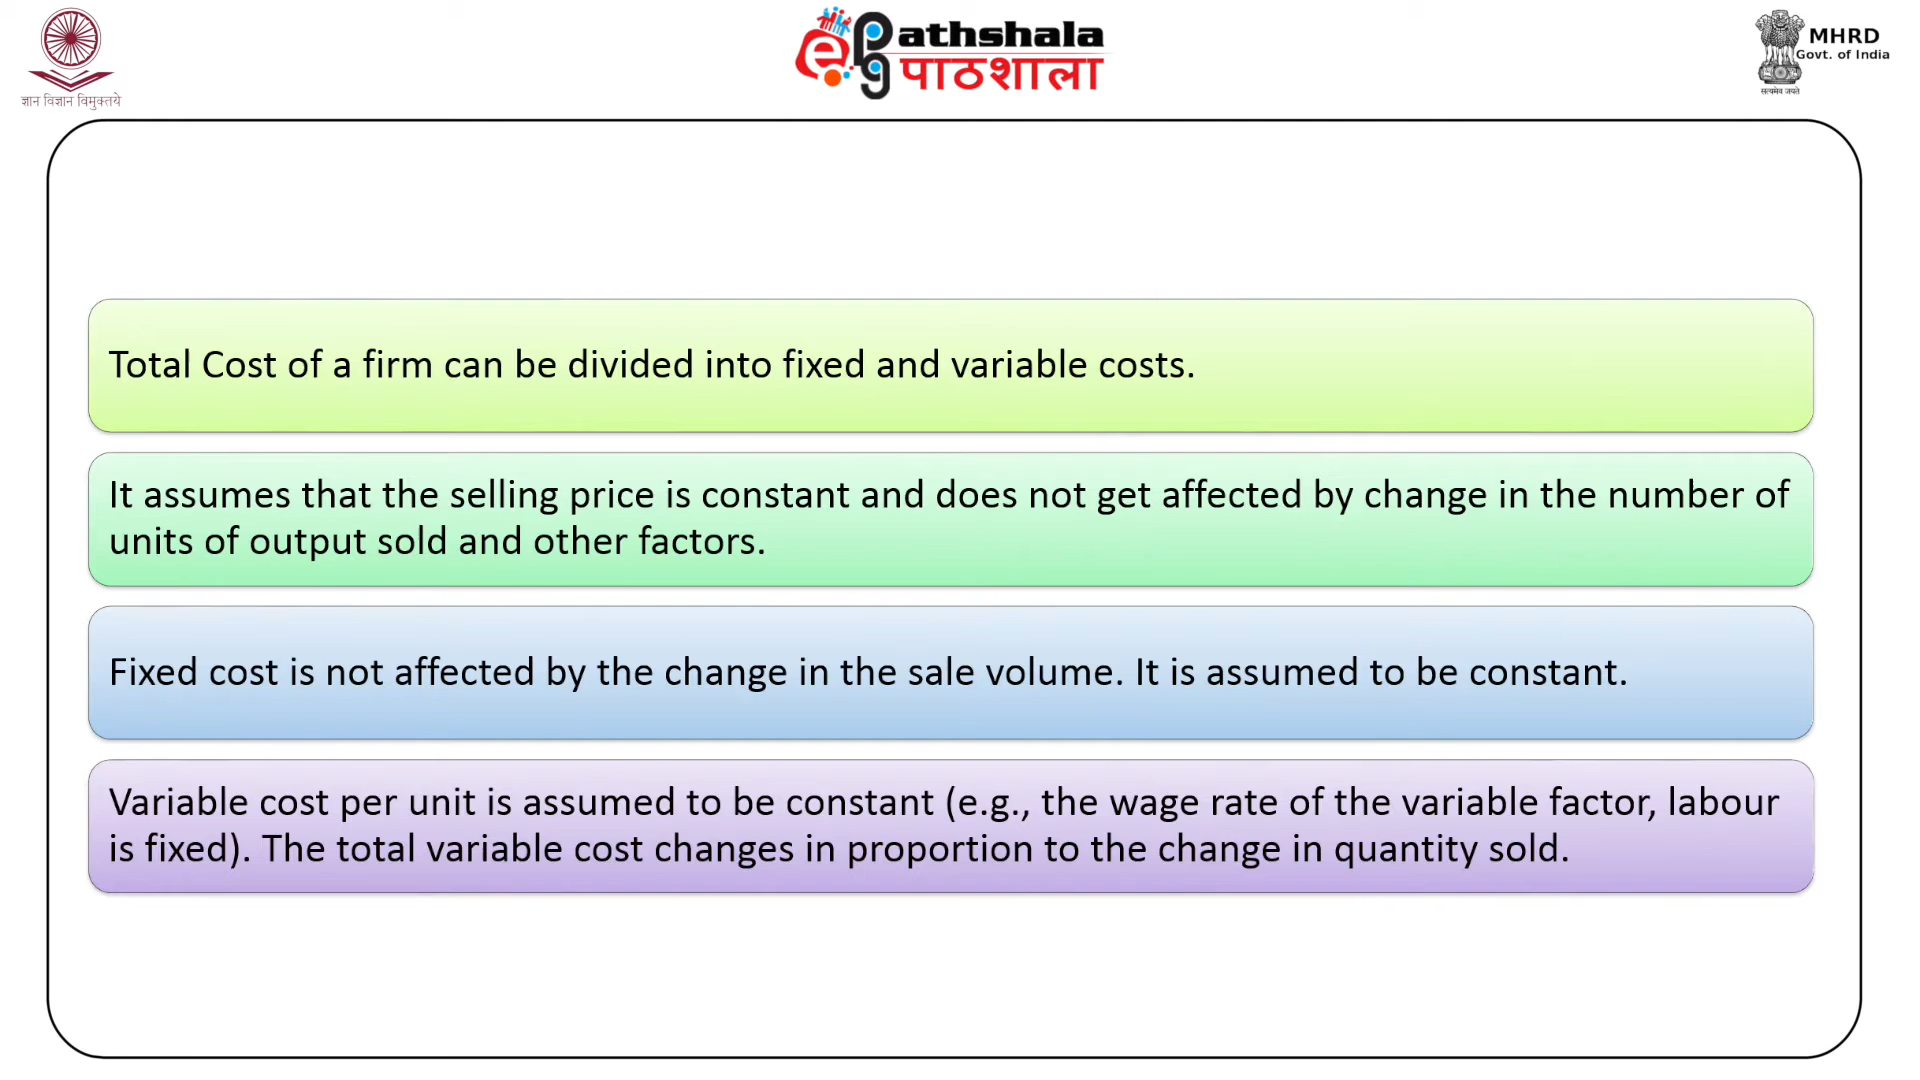 ज्ञान विज्ञान विमुक्तये
ePathshala
पाठशाला
MHRD
Govt. of India
सत्यमेव जयते
Total Cost of a firm can be divided into fixed and variable costs.
It assumes that the selling price is constant and does not get affected by change in the number of
units of output sold and other factors.
Fixed cost is not affected by the change in the sale volume. It is assumed to be constant.
Variable cost per unit is assumed to be constant (e.g., the wage rate of the variable factor, labour
is fixed). The total variable cost changes in proportion to the change in quantity sold.